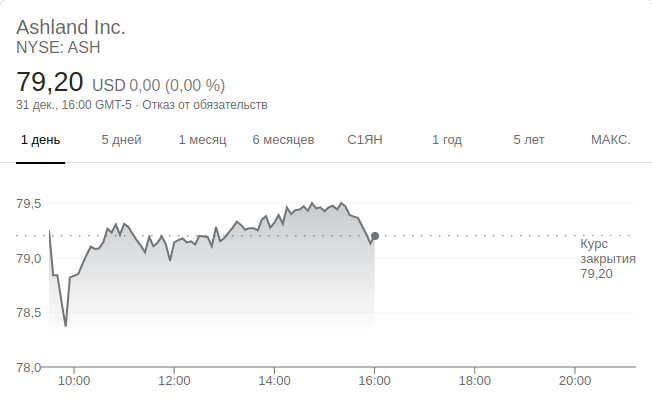 Ashland Inc.
NYSE: ASH
79,20 USD 0,00 (0,00 %)
31 дек., 16:00 GMT-5 · Отказ от обязательств
1 день 5 дней 1 месяц 6 месяцев С1ЯН 1 год 5 лет МАКС.
79,5
79,0
78,5
78,0
Курс
закрытия
79,20
10:00 12:00 14:00 16:00 18:00 20:00